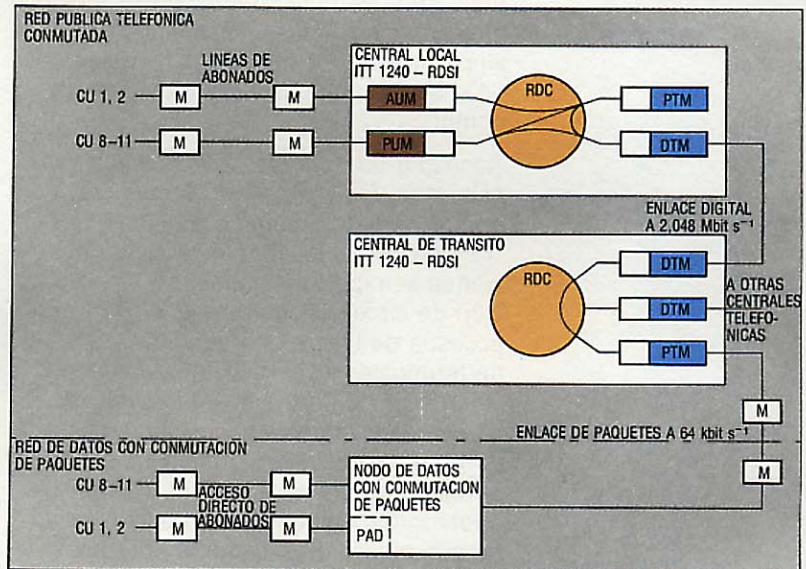 RED PUBLICA TELEFONICA
CONMUTADA
LINEAS DE
ABONADOS
CU 1, 2
M
M
CU 8–11
M
M
CENTRAL LOCAL
ITT 1240 – RDSI
AUM
PUM
RDC
PTM
DTM
ENLACE DIGITAL
A 2,048 Mbit s⁻¹
CENTRAL DE TRANSITO
ITT 1240 – RDSI
RDC
DTM
DTM
PTM
A OTRAS
CENTRALES
TELEFO-
NICAS
M
ENLACE DE PAQUETES A 64 kbit s⁻¹
M
RED DE DATOS CON CONMUTACION
DE PAQUETES
CU 8–11
M
M
ACCESO
DIRECTO DE
ABONADOS
CU 1, 2
M
M
NODO DE DATOS
CON CONMUTACION
DE PAQUETES
PAD